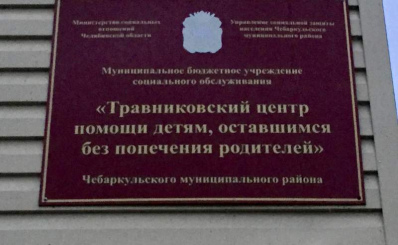 Министерство социальных
отношений
Челябинской области
Управление социальной защиты
населения Чебаркульского
муниципального района
Муниципальное бюджетное учреждение
социального обслуживания
«Травниковский центр
помощи детям, оставшимся
без попечения родителей»
Чебаркульского муниципального района